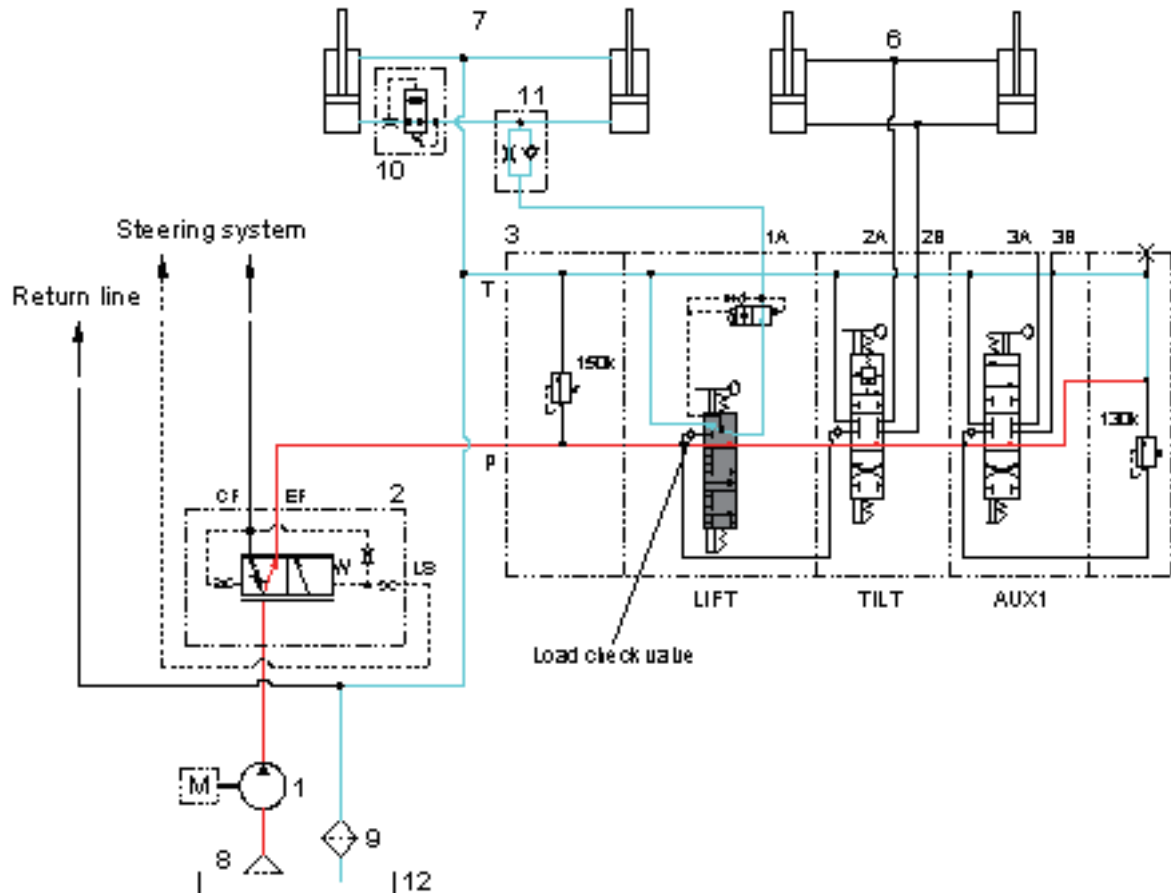 7
6
11
10
Steering system
3
1A
2A
2B
3A
3B
Return line
T
150k
130k
P
CF
EF
2
LS
LIFT
TILT
AUX1
Load check value
M
1
8
9
12